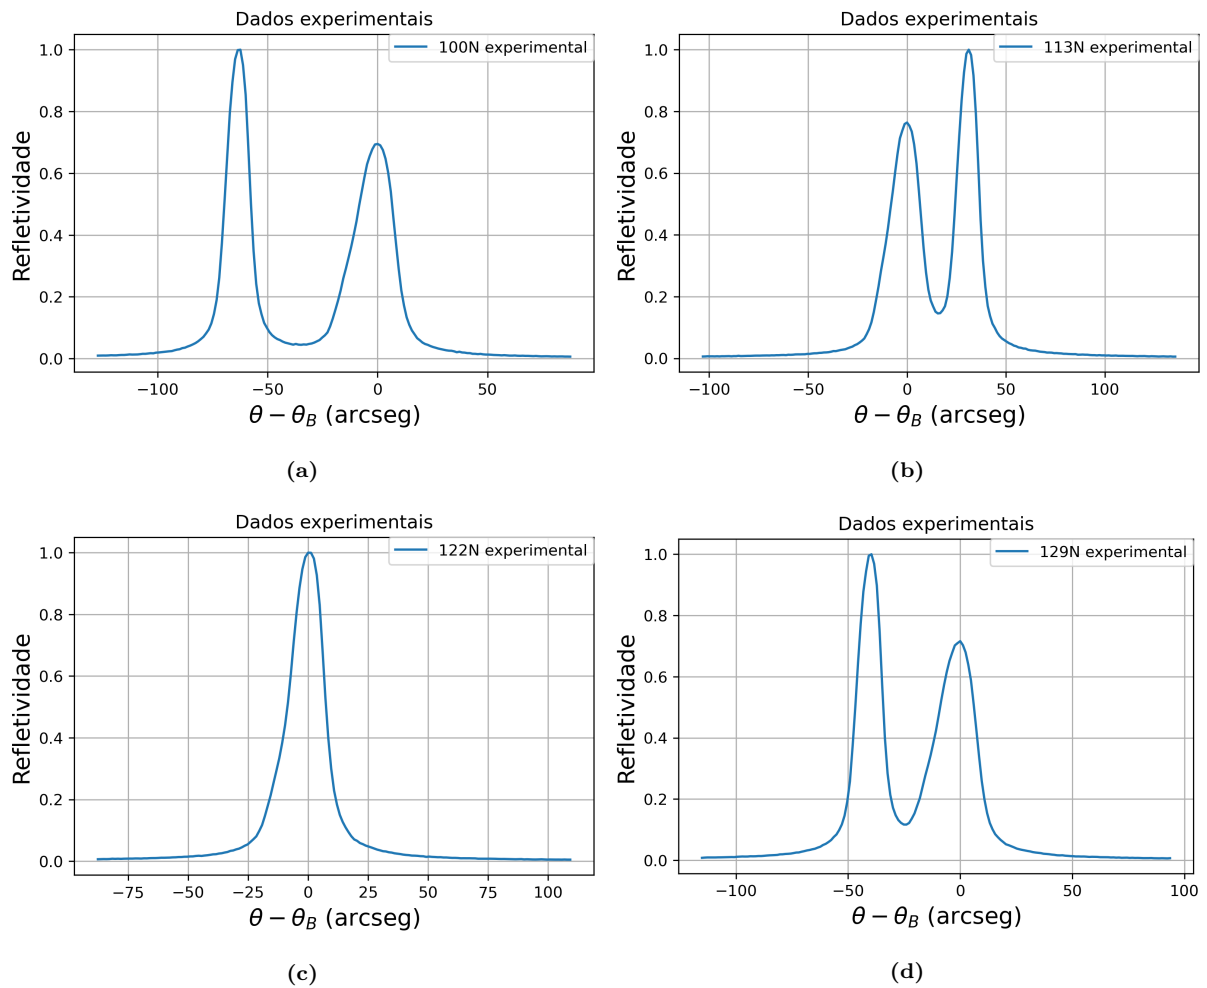 Dados experimentais
100N experimental
Refletividade
1.0
0.8
0.6
0.4
0.2
0.0
−100 −50 0 50
θ − θ_B (arcseg)
(a)
Dados experimentais
113N experimental
Refletividade
1.0
0.8
0.6
0.4
0.2
0.0
−100 −50 0 50 100
θ − θ_B (arcseg)
(b)
Dados experimentais
122N experimental
Refletividade
1.0
0.8
0.6
0.4
0.2
0.0
−75 −50 −25 0 25 50 75 100
θ − θ_B (arcseg)
(c)
Dados experimentais
129N experimental
Refletividade
1.0
0.8
0.6
0.4
0.2
0.0
−100 −50 0 50 100
θ − θ_B (arcseg)
(d)